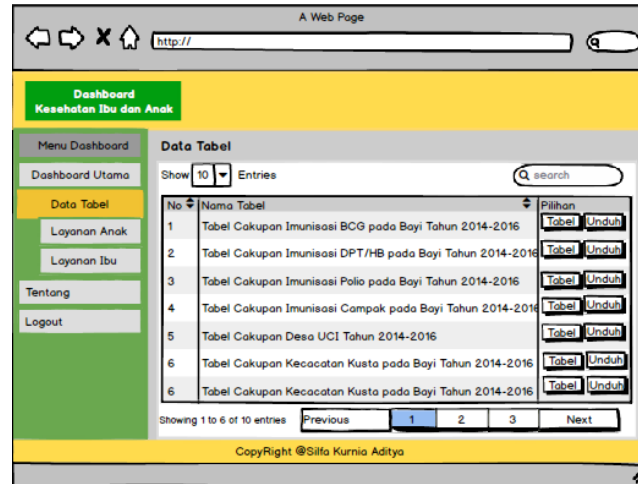 A Web Page
http://
Dashboard
Kesehatan Ibu dan Anak
Menu Dashboard
Dashboard Utama
Data Tabel
Layanan Anak
Layanan Ibu
Tentang
Logout
Data Tabel
Show 10 Entries
search
No Nama Tabel Pilihan
1 Tabel Cakupan Imunisasi BCG pada Bayi Tahun 2014-2016 Tabel Unduh
2 Tabel Cakupan Imunisasi DPT/HB pada Bayi Tahun 2014-2016 Tabel Unduh
3 Tabel Cakupan Imunisasi Polio pada Bayi Tahun 2014-2016 Tabel Unduh
4 Tabel Cakupan Imunisasi Campak pada Bayi Tahun 2014-2016 Tabel Unduh
5 Tabel Cakupan Desa UCI Tahun 2014-2016 Tabel Unduh
6 Tabel Cakupan Kecacatan Kusta pada Bayi Tahun 2014-2016 Tabel Unduh
6 Tabel Cakupan Kecacatan Kusta pada Bayi Tahun 2014-2016 Tabel Unduh
Showing 1 to 6 of 10 entries Previous 1 2 3 Next
CopyRight @Silfa Kurnia Aditya